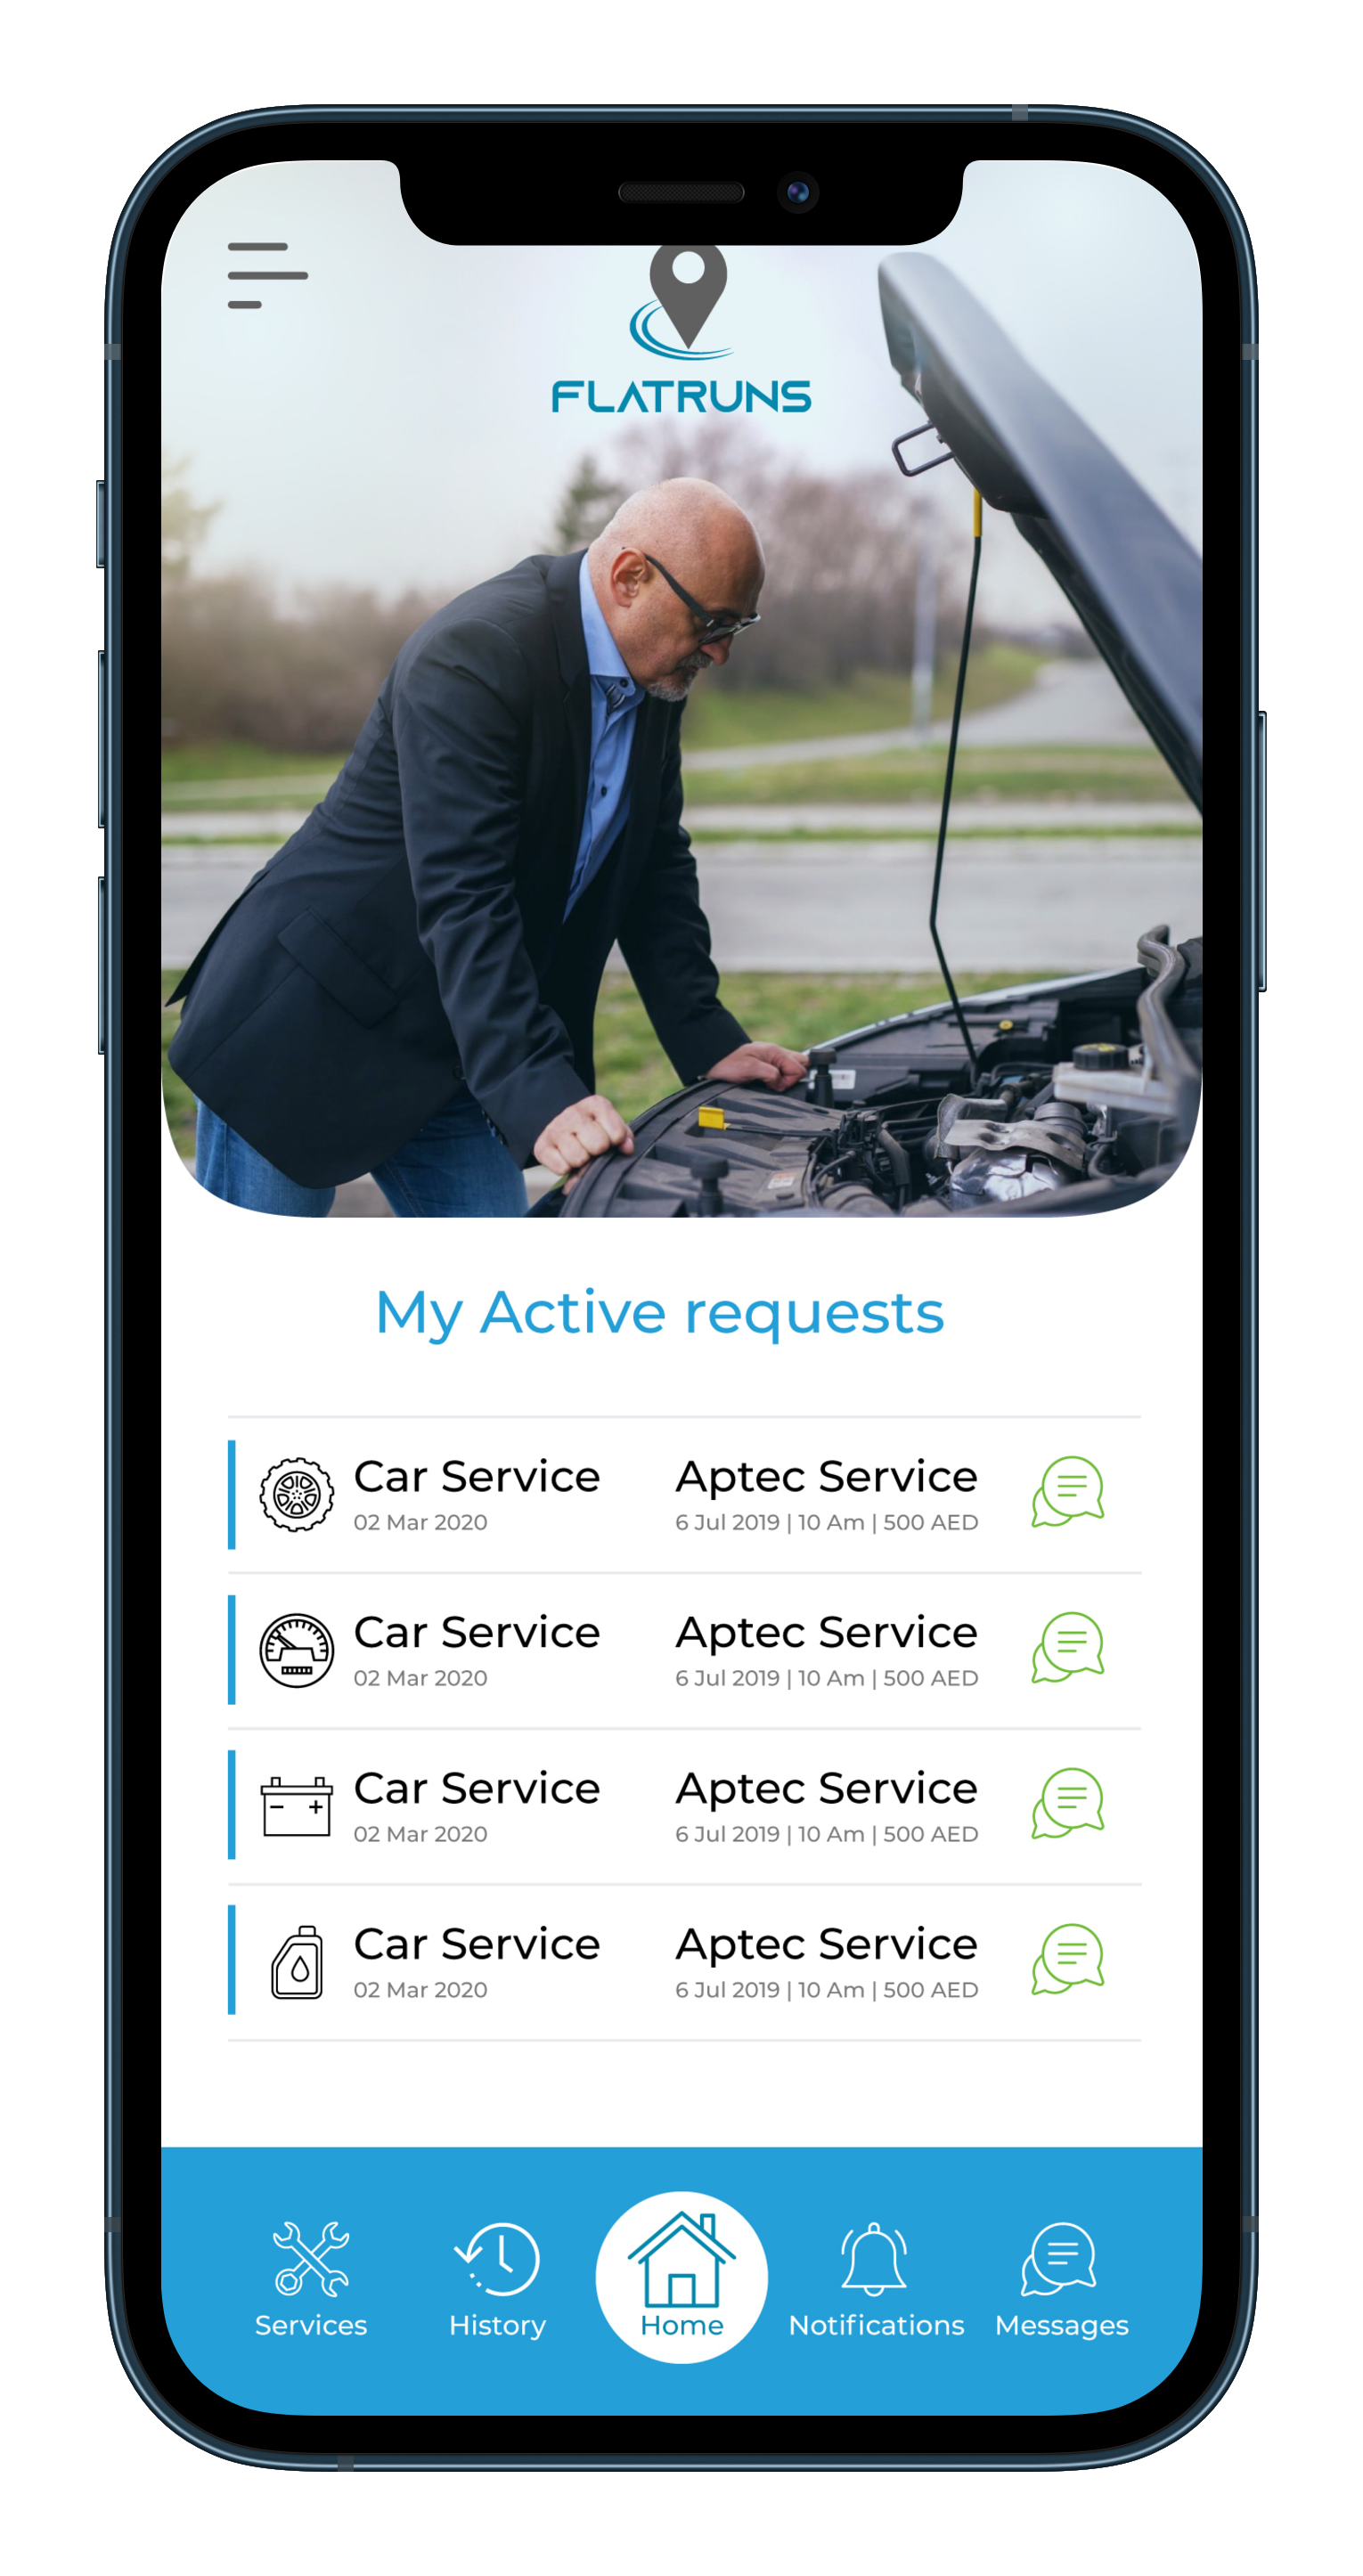 FLATRUNS
My Active requests
Car Service
02 Mar 2020
Aptec Service
6 Jul 2019 | 10 Am | 500 AED
Car Service
02 Mar 2020
Aptec Service
6 Jul 2019 | 10 Am | 500 AED
Car Service
02 Mar 2020
Aptec Service
6 Jul 2019 | 10 Am | 500 AED
Car Service
02 Mar 2020
Aptec Service
6 Jul 2019 | 10 Am | 500 AED
Services
History
Home
Notifications
Messages